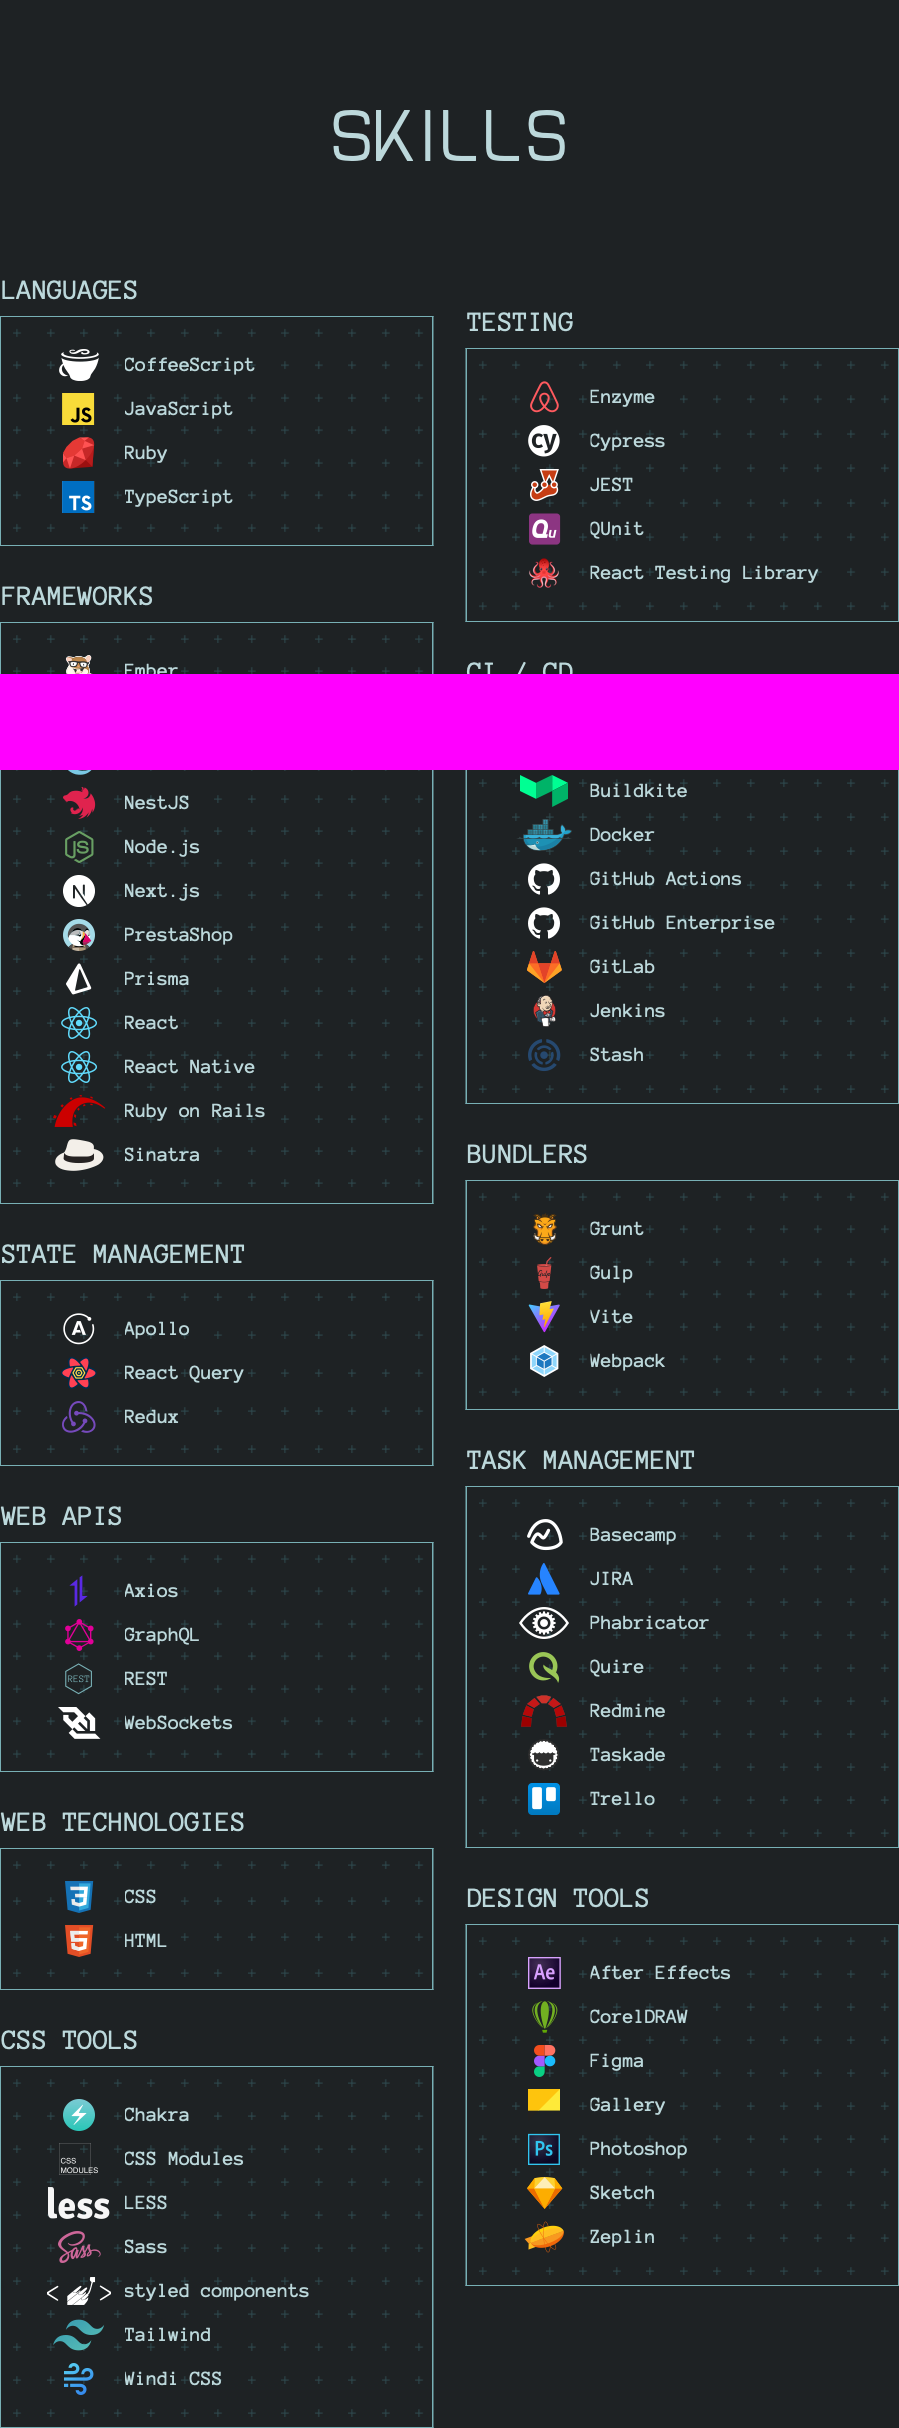 SKILLS
LANGUAGES
CoffeeScript
JS JavaScript
Ruby
TS TypeScript
FRAMEWORKS
Ember
NestJS
JS Node.js
N Next.js
PrestaShop
Prisma
React
React Native
Ruby on Rails
Sinatra
STATE MANAGEMENT
A Apollo
React Query
Redux
WEB APIS
Axios
GraphQL
REST REST
WebSockets
WEB TECHNOLOGIES
3 CSS
5 HTML
CSS TOOLS
Chakra
CSS MODULES CSS Modules
less LESS
Sass Sass
< > styled components
Tailwind
Windi CSS
TESTING
Enzyme
cy Cypress
JEST
Qu QUnit
React Testing Library
CI / CD
Buildkite
Docker
GitHub Actions
GitHub Enterprise
GitLab
Jenkins
Stash
BUNDLERS
Grunt
Gulp
Vite
Webpack
TASK MANAGEMENT
Basecamp
JIRA
Phabricator
Quire
Redmine
Taskade
Trello
DESIGN TOOLS
Ae After Effects
CorelDRAW
Figma
Gallery
Ps Photoshop
Sketch
Zeplin